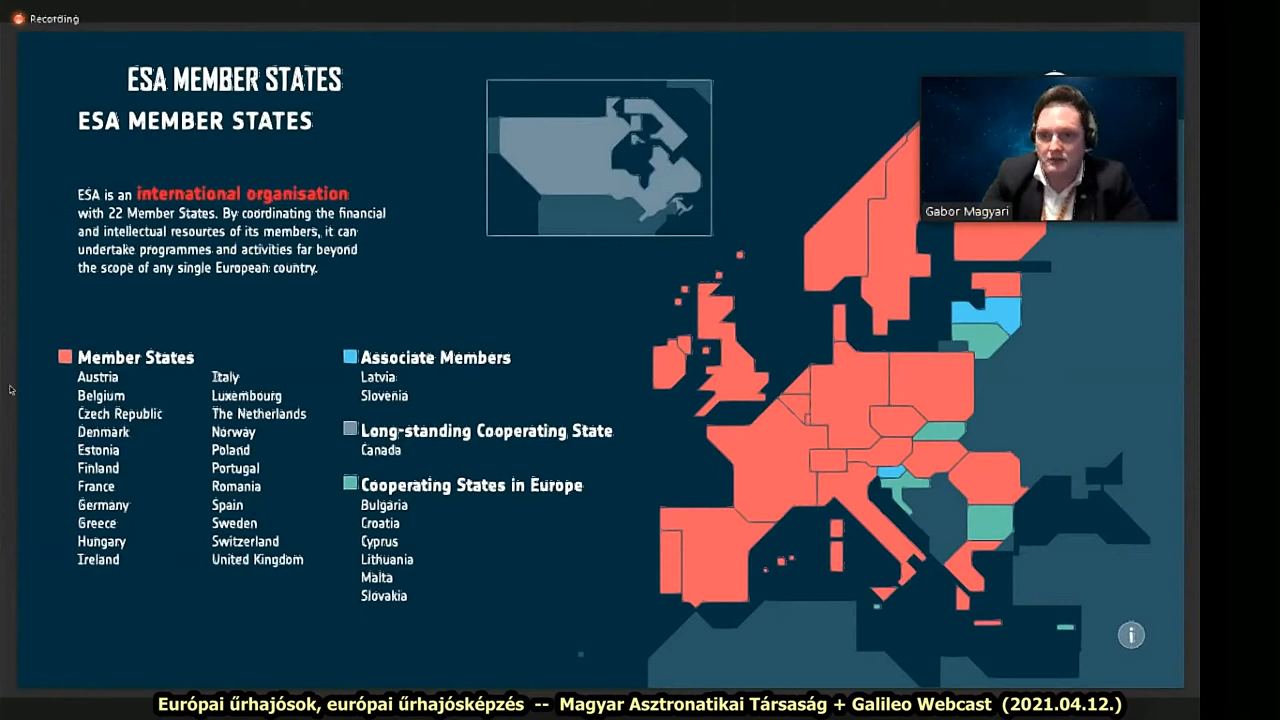 Recording
ESA MEMBER STATES
ESA MEMBER STATES
ESA is an international organisation
with 22 Member States. By coordinating the financial
and intellectual resources of its members, it can
undertake programmes and activities far beyond
the scope of any single European country.
Member States
Austria
Belgium
Czech Republic
Denmark
Estonia
Finland
France
Germany
Greece
Hungary
Ireland
Italy
Luxembourg
The Netherlands
Norway
Poland
Portugal
Romania
Spain
Sweden
Switzerland
United Kingdom
Associate Members
Latvia
Slovenia
Long-standing Cooperating State
Canada
Cooperating States in Europe
Bulgaria
Croatia
Cyprus
Lithuania
Malta
Slovakia
Gabor Magyari
i
Európai űrhajósok, európai űrhajósképzés -- Magyar Asztronatikai Társaság + Galileo Webcast (2021.04.12.)